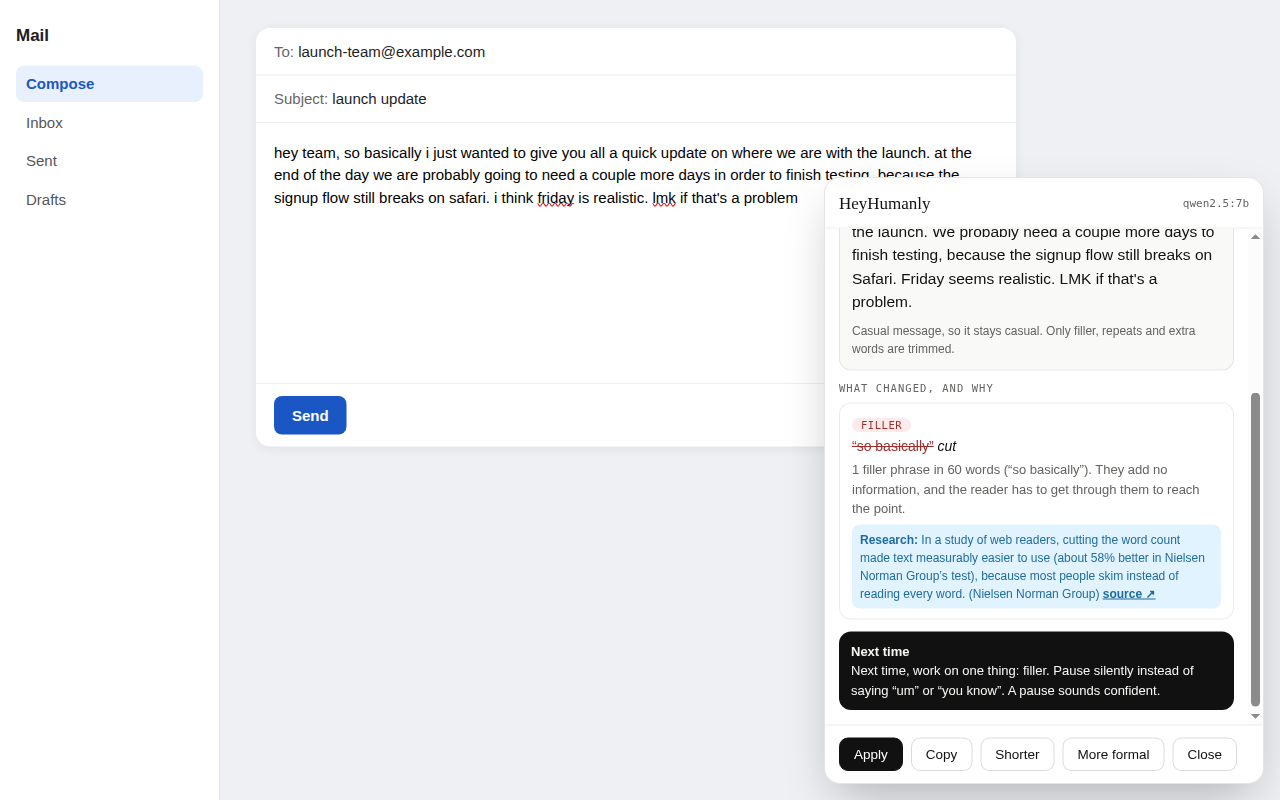 Mail
Compose
Inbox
Sent
Drafts
To: launch-team@example.com
Subject: launch update
hey team, so basically i just wanted to give you all a quick update on where we are with the launch. at the
end of the day we are probably going to need a couple more days in order to finish testing, because the
signup flow still breaks on safari. i think friday is realistic. lmk if that's a problem
Send
HeyHumanly
qwen2.5:7b
the launch. We probably need a couple more days to
finish testing, because the signup flow still breaks on
Safari. Friday seems realistic. LMK if that's a
problem.
Casual message, so it stays casual. Only filler, repeats and extra
words are trimmed.
WHAT CHANGED, AND WHY
FILLER
“so basically” cut
1 filler phrase in 60 words (“so basically”). They add no
information, and the reader has to get through them to reach
the point.
Research: In a study of web readers, cutting the word count
made text measurably easier to use (about 58% better in Nielsen
Norman Group’s test), because most people skim instead of
reading every word. (Nielsen Norman Group) source ↗
Next time
Next time, work on one thing: filler. Pause silently instead of
saying “um” or “you know”. A pause sounds confident.
Apply
Copy
Shorter
More formal
Close